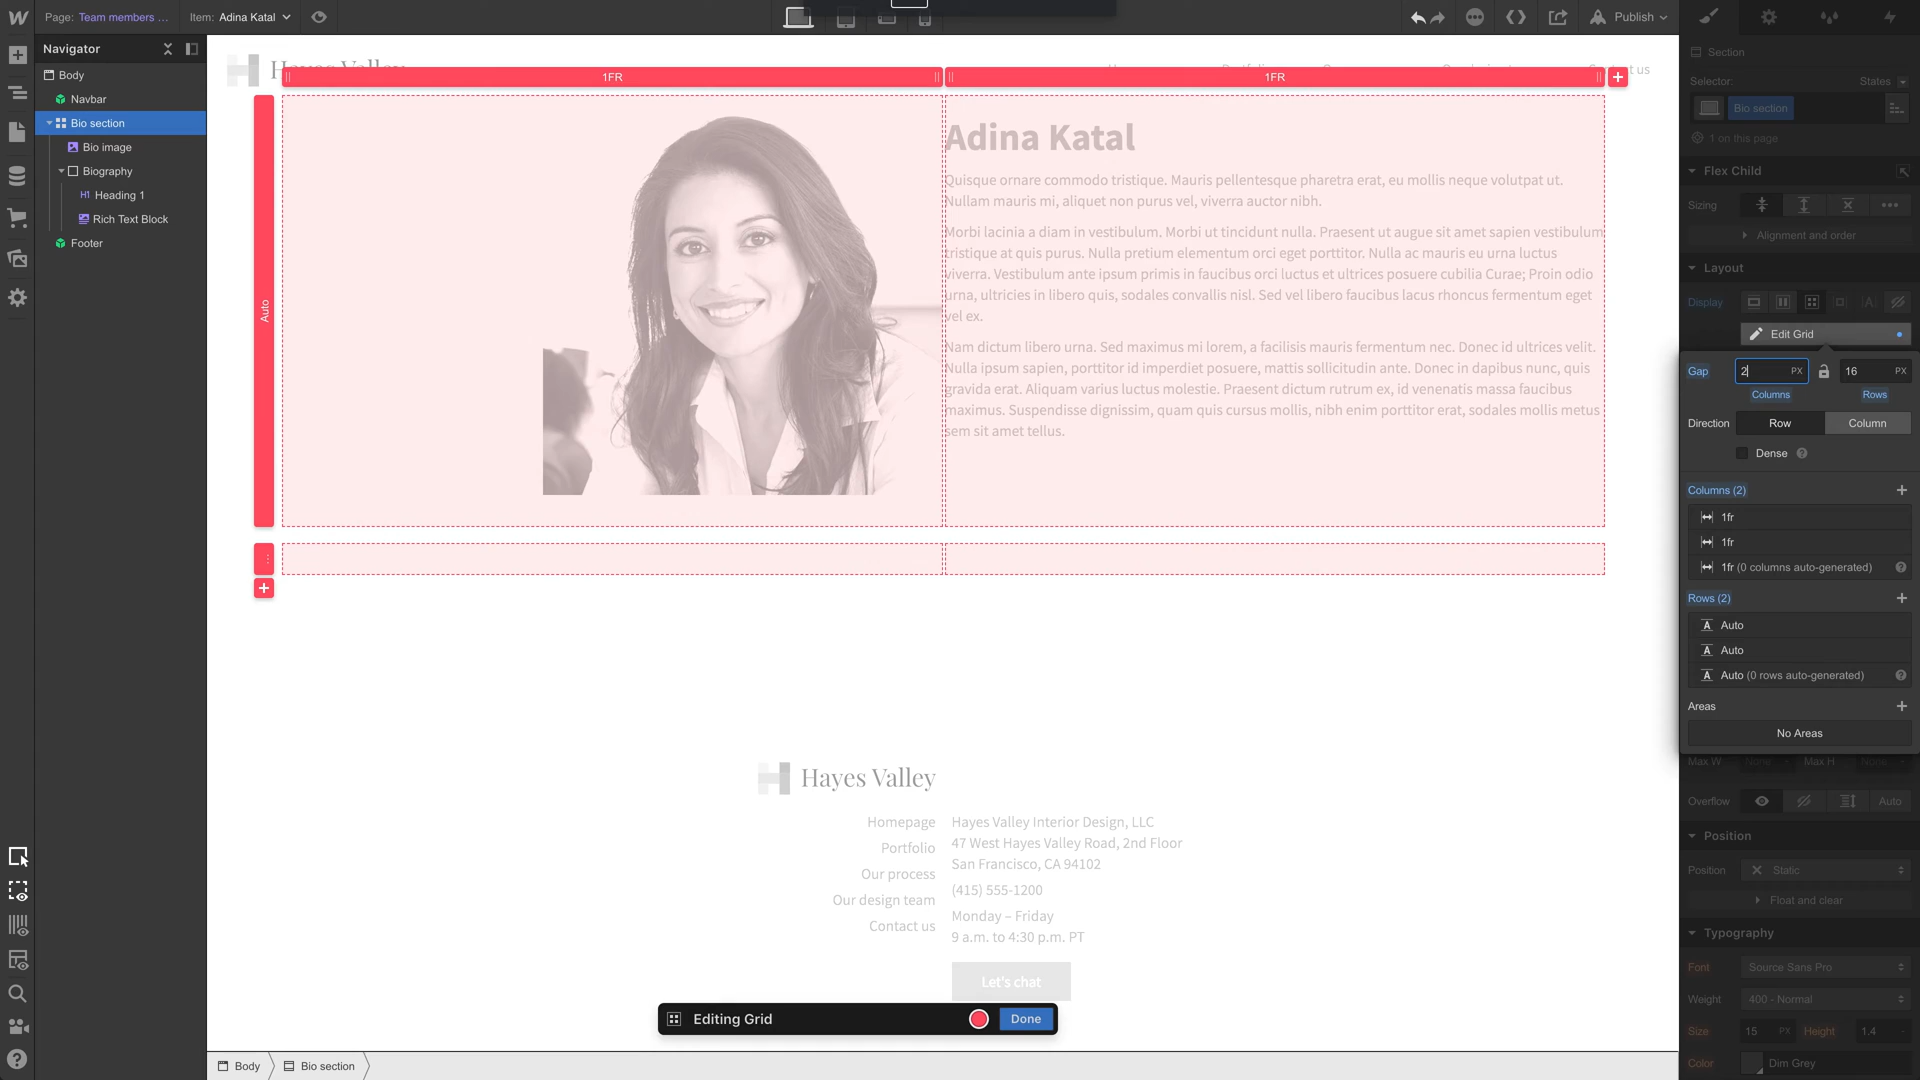 Page: Team members ...
Item: Adina Katal
Publish
Navigator
Body
Navbar
Bio section
Bio image
Biography
H1 Heading 1
Rich Text Block
Footer
Hayes Valley
1FR
1FR
Auto
Adina Katal
Quisque ornare commodo tristique. Mauris pellentesque pharetra erat, eu mollis neque volutpat ut.
Nullam mauris mi, aliquet non purus vel, viverra auctor nibh.
Morbi lacinia a diam in vestibulum. Morbi ut tincidunt nulla. Praesent ut augue sit amet sapien vestibulum
tristique at quis purus. Nulla pretium elementum orci eget porttitor. Nulla ac mauris eu urna luctus
viverra. Vestibulum ante ipsum primis in faucibus orci luctus et ultrices posuere cubilia Curae; Proin odio
urna, ultricies in libero quis, sodales convallis nisl. Sed vel libero faucibus lacus rhoncus fermentum eget
vel ex.
Nam dictum libero urna. Sed maximus mi lorem, a facilisis mauris fermentum nec. Donec id ultrices velit.
Nulla ipsum sapien, porttitor id imperdiet posuere, mattis sollicitudin ante. Donec in dapibus nunc, quis
gravida erat. Aliquam varius luctus molestie. Praesent dictum rutrum ex, id venenatis massa faucibus
maximus. Suspendisse dignissim, quam quis cursus mollis, nibh enim porttitor erat, sodales mollis metus
sem sit amet tellus.
Hayes Valley
Homepage
Portfolio
Our process
Our design team
Contact us
Hayes Valley Interior Design, LLC
47 West Hayes Valley Road, 2nd Floor
San Francisco, CA 94102
(415) 555-1200
Monday – Friday
9 a.m. to 4:30 p.m. PT
Let's chat
Editing Grid
Done
Body
Bio section
Section
Selector:
States
Bio section
1 on this page
Flex Child
Sizing
Alignment and order
Layout
Display
Edit Grid
Gap
2 PX
16 PX
Columns
Rows
Direction
Row
Column
Dense
Columns (2)
1fr
1fr
1fr (0 columns auto-generated)
Rows (2)
Auto
Auto
Auto (0 rows auto-generated)
Areas
No Areas
Max W None
Max H None
Overflow
Auto
Position
Position
Static
Float and clear
Typography
Font
Source Sans Pro
Weight
400 - Normal
Size
15 PX
Height
1.4 -
Color
Dim Grey